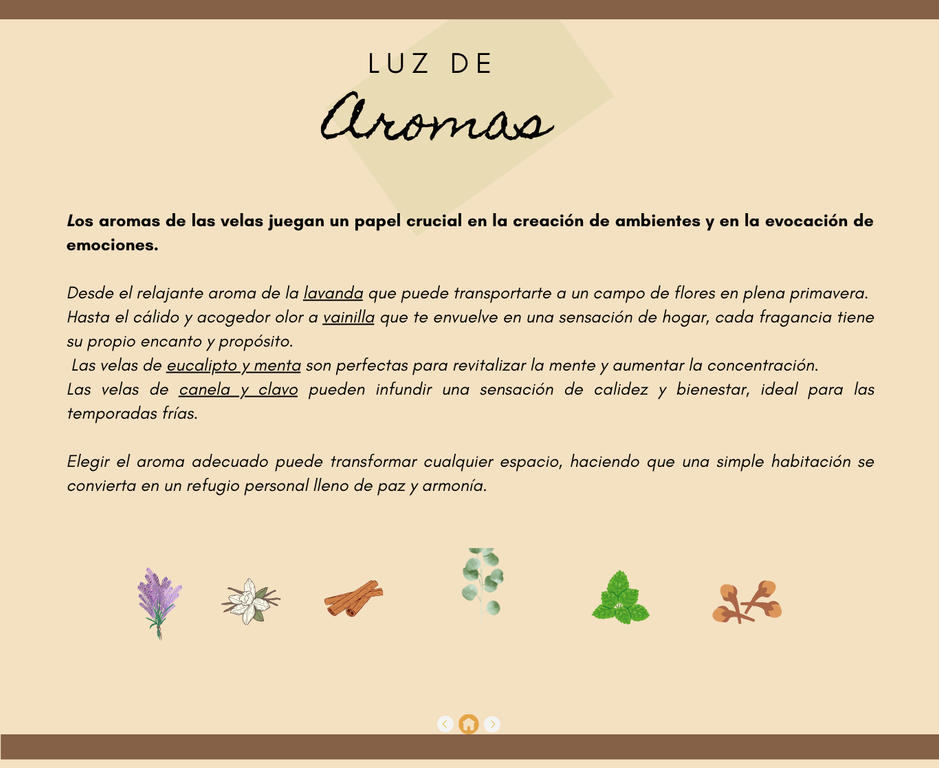 LUZ DE
Aromas
Los aromas de las velas juegan un papel crucial en la creación de ambientes y en la evocación de
emociones.
Desde el relajante aroma de la lavanda que puede transportarte a un campo de flores en plena primavera.
Hasta el cálido y acogedor olor a vainilla que te envuelve en una sensación de hogar, cada fragancia tiene
su propio encanto y propósito.
Las velas de eucalipto y menta son perfectas para revitalizar la mente y aumentar la concentración.
Las velas de canela y clavo pueden infundir una sensación de calidez y bienestar, ideal para las
temporadas frías.
Elegir el aroma adecuado puede transformar cualquier espacio, haciendo que una simple habitación se
convierta en un refugio personal lleno de paz y armonía.